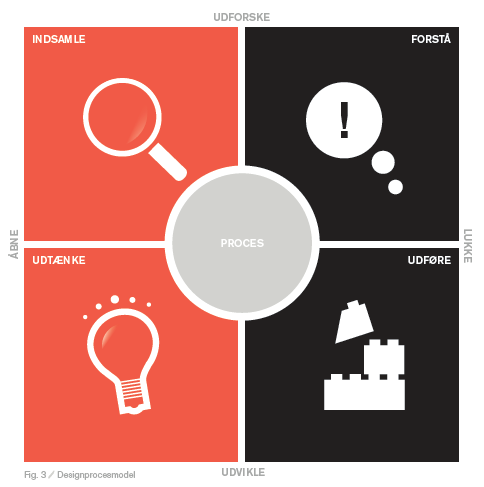 UDFORSKE
INDSAMLE
FORSTÅ
!
ÅBNE
PROCES
LUKKE
UDTÆNKE
UDFØRE
UDVIKLE
Fig. 3 / Designprocesmodel